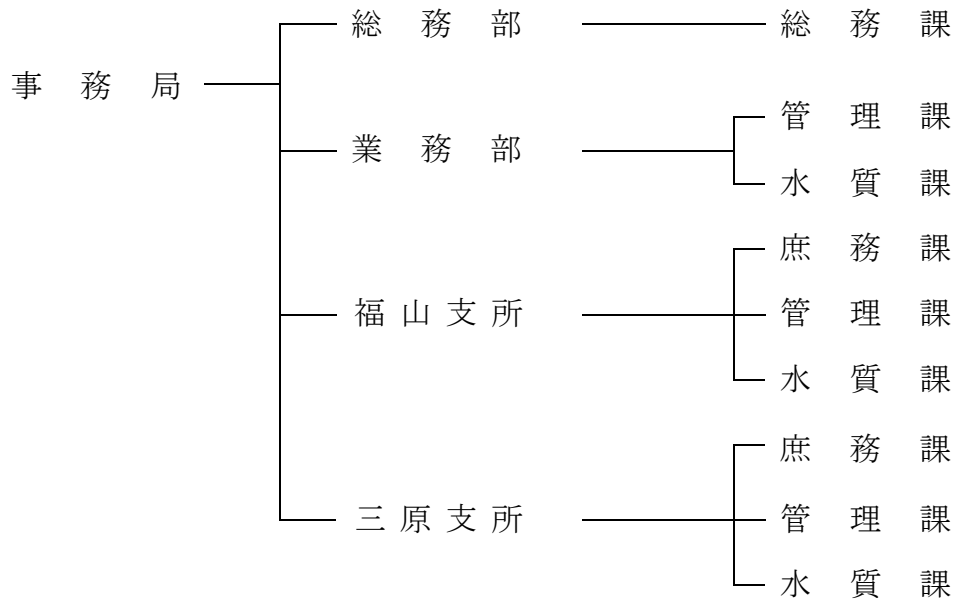 総務部 総務課
事務局
業務部 管理課
水質課
庶務課
福山支所 管理課
水質課
庶務課
三原支所 管理課
水質課